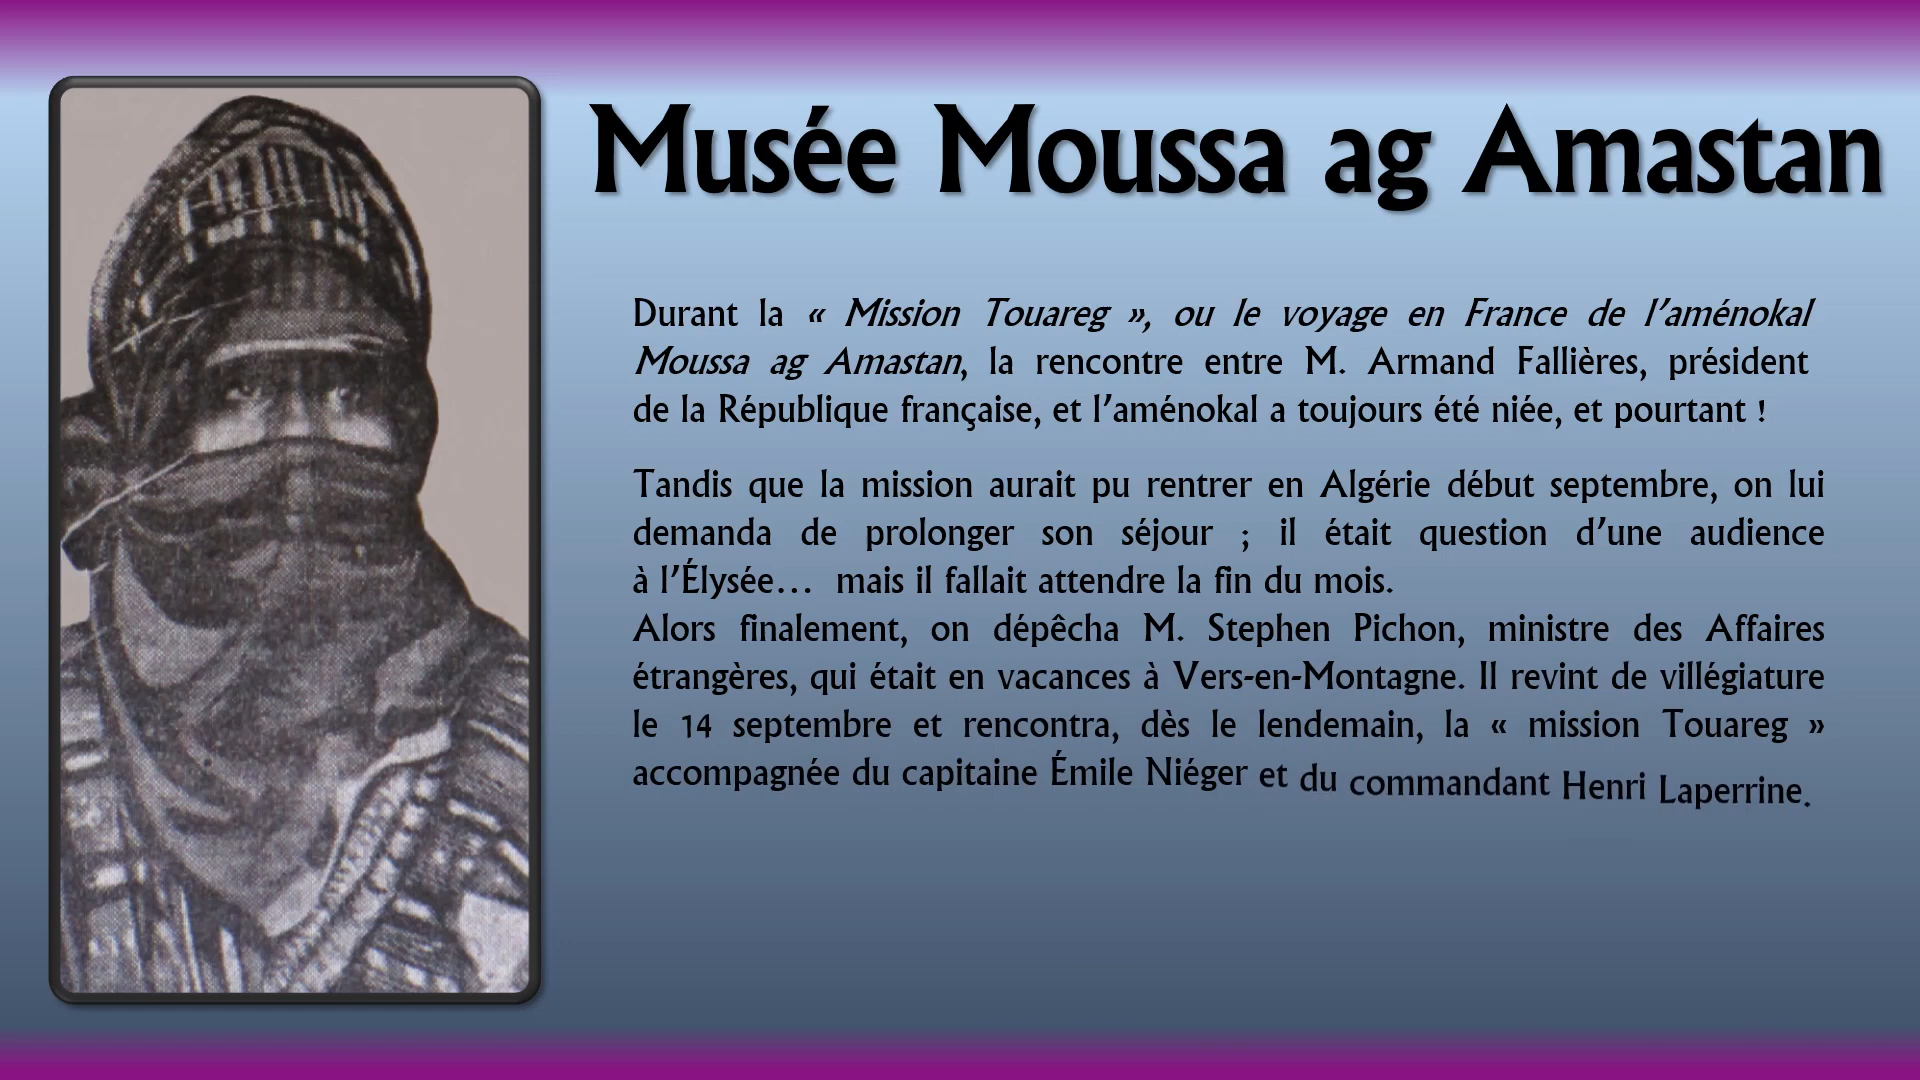 Musée Moussa ag Amastan
Durant la « Mission Touareg », ou le voyage en France de l’aménokal
Moussa ag Amastan, la rencontre entre M. Armand Fallières, président
de la République française, et l’aménokal a toujours été niée, et pourtant !
Tandis que la mission aurait pu rentrer en Algérie début septembre, on lui
demanda de prolonger son séjour ; il était question d’une audience
à l’Élysée… mais il fallait attendre la fin du mois.
Alors finalement, on dépêcha M. Stephen Pichon, ministre des Affaires
étrangères, qui était en vacances à Vers-en-Montagne. Il revint de villégiature
le 14 septembre et rencontra, dès le lendemain, la « mission Touareg »
accompagnée du capitaine Émile Niéger et du commandant Henri Laperrine.